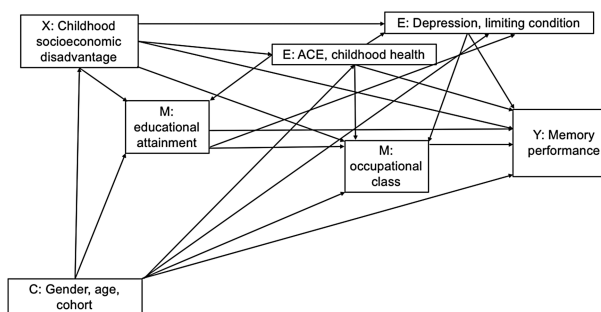 X: Childhood
socioeconomic
disadvantage
E: Depression, limiting condition
E: ACE, childhood health
M:
educational
attainment
Y: Memory
performance
M:
occupational
class
C: Gender, age,
cohort